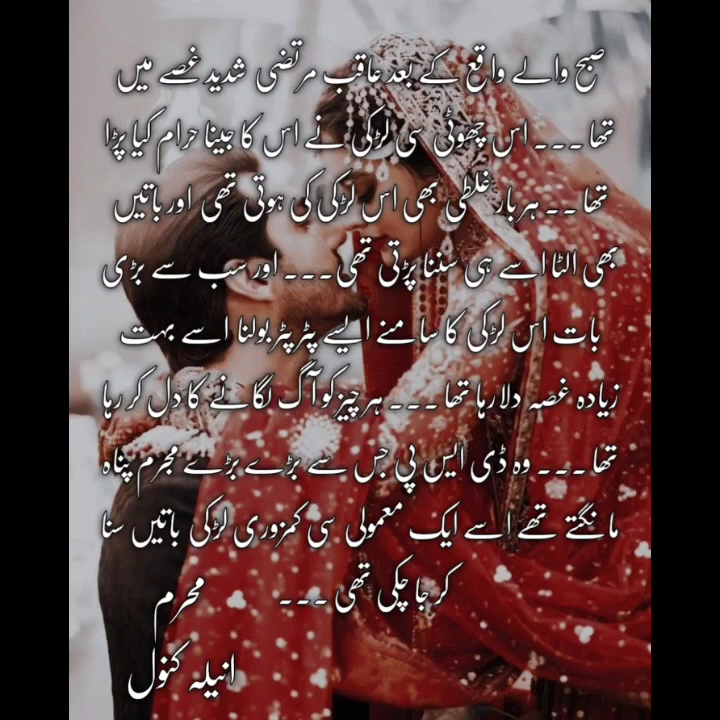 صبح والے واقع کے بعد عاقب مرتضیٰ شدید غصے میں
تھا ۔۔۔ اس چھوٹی سی لڑکی نے اس کا جینا حرام کیا پڑا
تھا ۔۔ ہر بار غلطی بھی اس لڑکی کی ہوتی تھی اور باتیں
بھی الٹا اسے ہی سننا پڑتی تھی ۔۔۔ اور سب سے بڑی
بات اس لڑکی کا سامنے ایسے پٹر پٹر بولنا اسے بہت
زیادہ غصہ دلا رہا تھا ۔۔۔ ہر چیز کو آگ لگانے کا دل کر رہا
تھا ۔۔۔ وہ ڈی ایس پی جس سے بڑے بڑے مجرم پناہ
مانگتے تھے اسے ایک معمولی سی کمزوری لڑکی باتیں سنا
کر جا چکی تھی ۔۔۔
محرم
انیلہ کنول